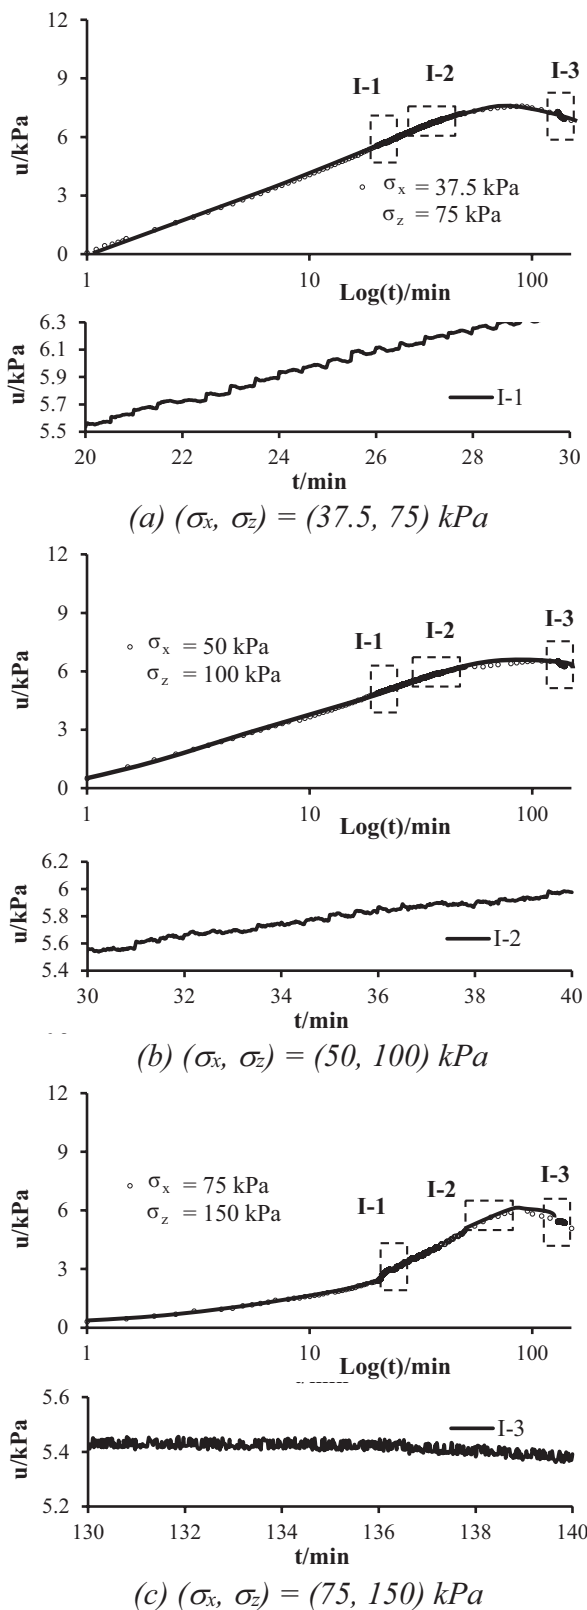 12
9
6
3
0
u/kPa
I-1
I-2
I-3
σx = 37.5 kPa
σz = 75 kPa
1
10
100
Log(t)/min
6.3
6.1
5.9
5.7
5.5
u/kPa
I-1
20 22 24 26 28 30
t/min
(a) (σx, σz) = (37.5, 75) kPa
12
9
6
3
0
u/kPa
I-1
I-2
I-3
σx = 50 kPa
σz = 100 kPa
1
10
100
Log(t)/min
6.2
6
5.8
5.6
5.4
u/kPa
I-2
30 32 34 36 38 40
t/min
(b) (σx, σz) = (50, 100) kPa
12
9
6
3
0
u/kPa
I-1
I-2
I-3
σx = 75 kPa
σz = 150 kPa
1
10
100
Log(t)/min
5.6
5.4
5.2
u/kPa
I-3
130 132 134 136 138 140
t/min
(c) (σx, σz) = (75, 150) kPa